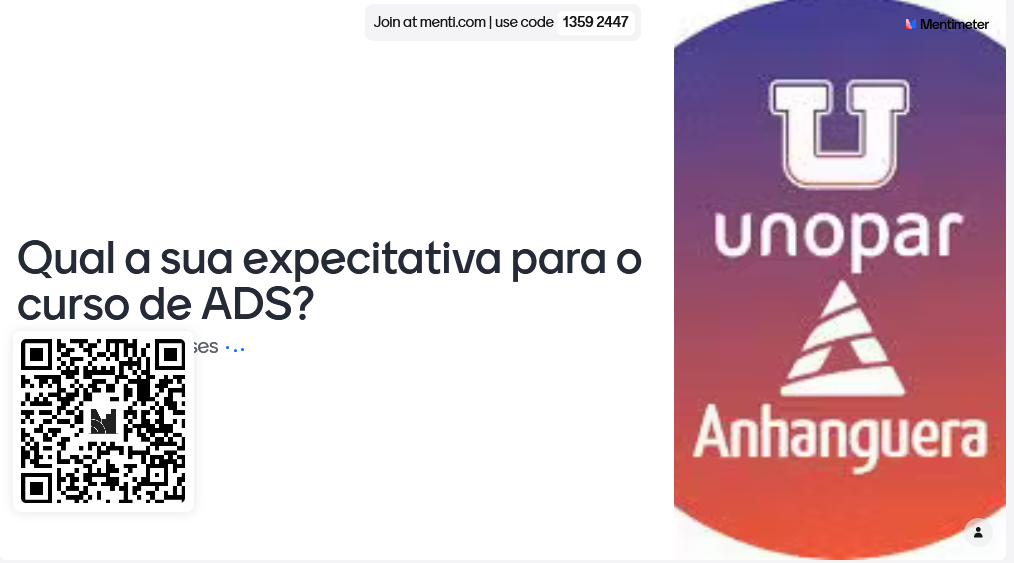 Join at menti.com | use code 1359 2447
Mentimeter
Qual a sua expecitativa para o
curso de ADS?
unopar
Anhanguera